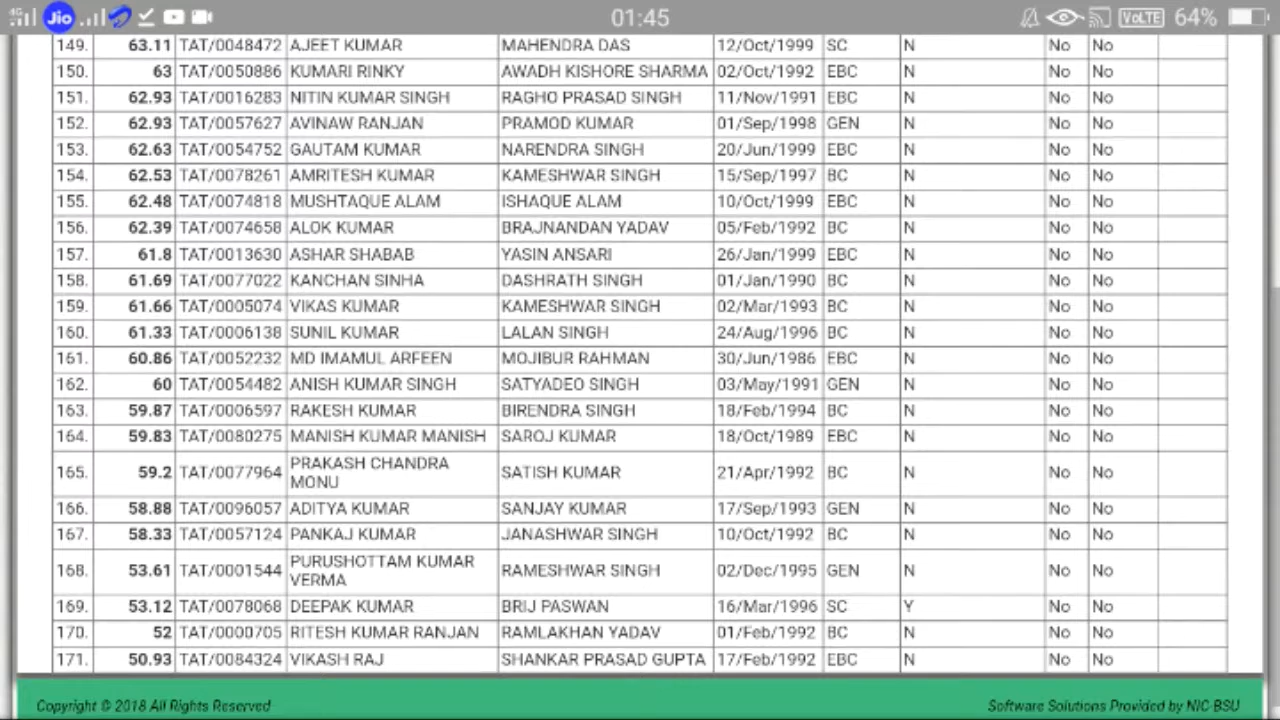 4G Jio 01:45 VoLTE 64%
149. 63.11 TAT/0048472 AJEET KUMAR MAHENDRA DAS 12/Oct/1999 SC N No No
150. 63 TAT/0050886 KUMARI RINKY AWADH KISHORE SHARMA 02/Oct/1992 EBC N No No
151. 62.93 TAT/0016283 NITIN KUMAR SINGH RAGHO PRASAD SINGH 11/Nov/1991 EBC N No No
152. 62.93 TAT/0057627 AVINAW RANJAN PRAMOD KUMAR 01/Sep/1998 GEN N No No
153. 62.63 TAT/0054752 GAUTAM KUMAR NARENDRA SINGH 20/Jun/1999 EBC N No No
154. 62.53 TAT/0078261 AMRITESH KUMAR KAMESHWAR SINGH 15/Sep/1997 BC N No No
155. 62.48 TAT/0074818 MUSHTAQUE ALAM ISHAQUE ALAM 10/Oct/1999 EBC N No No
156. 62.39 TAT/0074658 ALOK KUMAR BRAJNANDAN YADAV 05/Feb/1992 BC N No No
157. 61.8 TAT/0013630 ASHAR SHABAB YASIN ANSARI 26/Jan/1999 EBC N No No
158. 61.69 TAT/0077022 KANCHAN SINHA DASHRATH SINGH 01/Jan/1990 BC N No No
159. 61.66 TAT/0005074 VIKAS KUMAR KAMESHWAR SINGH 02/Mar/1993 BC N No No
160. 61.33 TAT/0006138 SUNIL KUMAR LALAN SINGH 24/Aug/1996 BC N No No
161. 60.86 TAT/0052232 MD IMAMUL ARFEEN MOJIBUR RAHMAN 30/Jun/1986 EBC N No No
162. 60 TAT/0054482 ANISH KUMAR SINGH SATYADEO SINGH 03/May/1991 GEN N No No
163. 59.87 TAT/0006597 RAKESH KUMAR BIRENDRA SINGH 18/Feb/1994 BC N No No
164. 59.83 TAT/0080275 MANISH KUMAR MANISH SAROJ KUMAR 18/Oct/1989 EBC N No No
165. 59.2 TAT/0077964 PRAKASH CHANDRA
MONU SATISH KUMAR 21/Apr/1992 BC N No No
166. 58.88 TAT/0096057 ADITYA KUMAR SANJAY KUMAR 17/Sep/1993 GEN N No No
167. 58.33 TAT/0057124 PANKAJ KUMAR JANASHWAR SINGH 10/Oct/1992 BC N No No
168. 53.61 TAT/0001544 PURUSHOTTAM KUMAR
VERMA RAMESHWAR SINGH 02/Dec/1995 GEN N No No
169. 53.12 TAT/0078068 DEEPAK KUMAR BRIJ PASWAN 16/Mar/1996 SC Y No No
170. 52 TAT/0000705 RITESH KUMAR RANJAN RAMLAKHAN YADAV 01/Feb/1992 BC N No No
171. 50.93 TAT/0084324 VIKASH RAJ SHANKAR PRASAD GUPTA 17/Feb/1992 EBC N No No
Copyright © 2018 All Rights Reserved Software Solutions Provided by NIC BSU